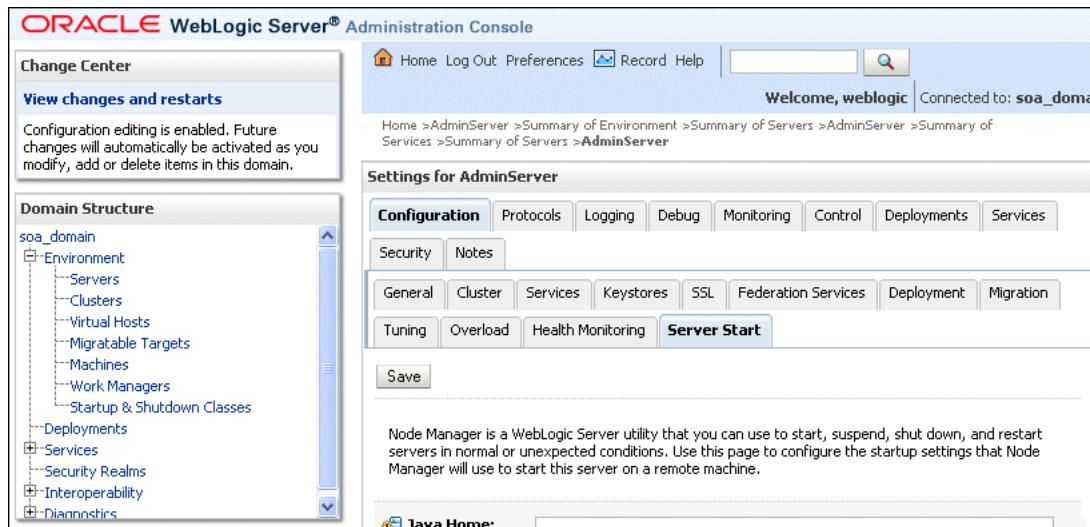 ORACLE WebLogic Server® Administration Console
Change Center
View changes and restarts
Configuration editing is enabled. Future
changes will automatically be activated as you
modify, add or delete items in this domain.
Domain Structure
soa_domain
Environment
Servers
Clusters
Virtual Hosts
Migratable Targets
Machines
Work Managers
Startup & Shutdown Classes
Deployments
Services
Security Realms
Interoperability
Diagnostics
Home Log Out Preferences Record Help
Welcome, weblogic Connected to: soa_doma
Home >AdminServer >Summary of Environment >Summary of Servers >AdminServer >Summary of
Services >Summary of Servers >AdminServer
Settings for AdminServer
Configuration Protocols Logging Debug Monitoring Control Deployments Services
Security Notes
General Cluster Services Keystores SSL Federation Services Deployment Migration
Tuning Overload Health Monitoring Server Start
Save
Node Manager is a WebLogic Server utility that you can use to start, suspend, shut down, and restart
servers in normal or unexpected conditions. Use this page to configure the startup settings that Node
Manager will use to start this server on a remote machine.
Java Home: